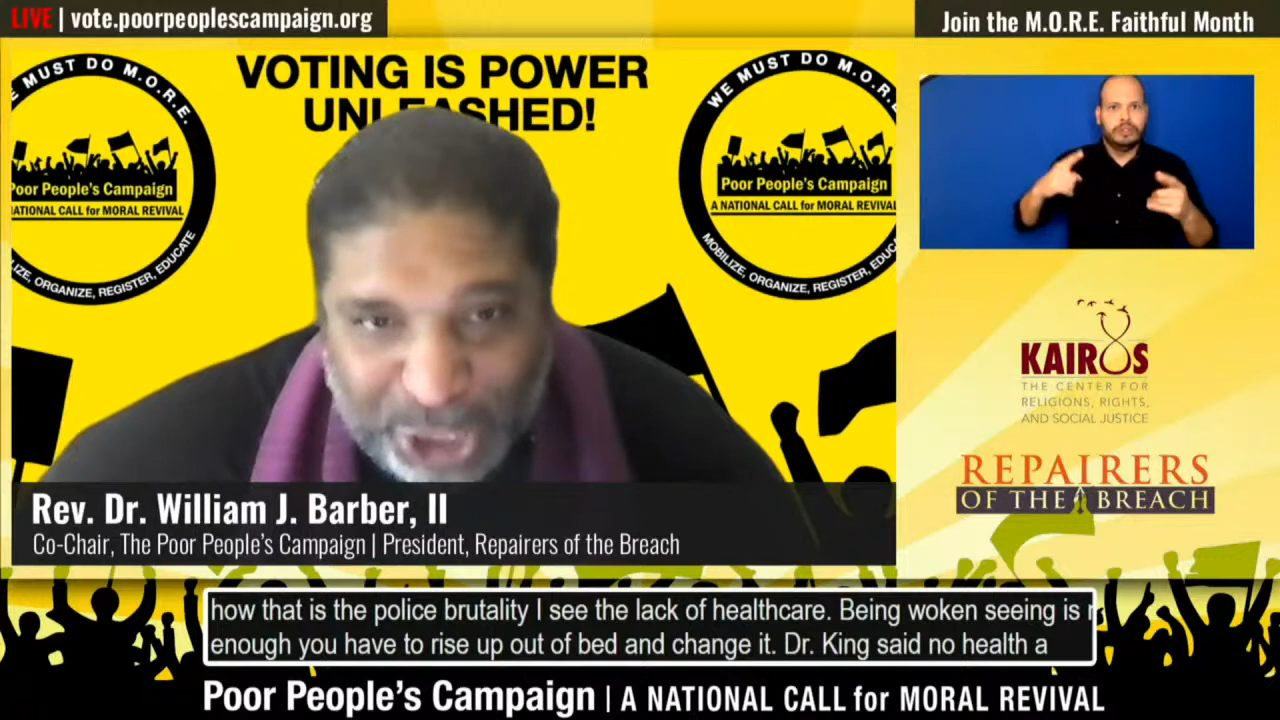 LIVE | vote.poorpeoplescampaign.org
Join the M.O.R.E. Faithful Month
VOTING IS POWER
UNL SHED!
E MUST DO M.O.R.E.
Poor People's Campaign
NATIONAL CALL for MORAL REVIVAL
ORGANIZE, REGISTER, EDUCATE
WE MUST DO M.O.R.E.
Poor People's Campaign
A NATIONAL CALL for MORAL REVIVAL
MOBILIZE, ORGANIZE, REGISTER, EDUC
KAIROS
THE CENTER FOR
RELIGIONS, RIGHTS,
AND SOCIAL JUSTICE
REPAIRERS
OF THE BREACH
Rev. Dr. William J. Barber, II
Co-Chair, The Poor People's Campaign | President, Repairers of the Breach
how that is the police brutality I see the lack of healthcare. Being woken seeing is
enough you have to rise up out of bed and change it. Dr. King said no health a
Poor People's Campaign | A NATIONAL CALL for MORAL REVIVAL